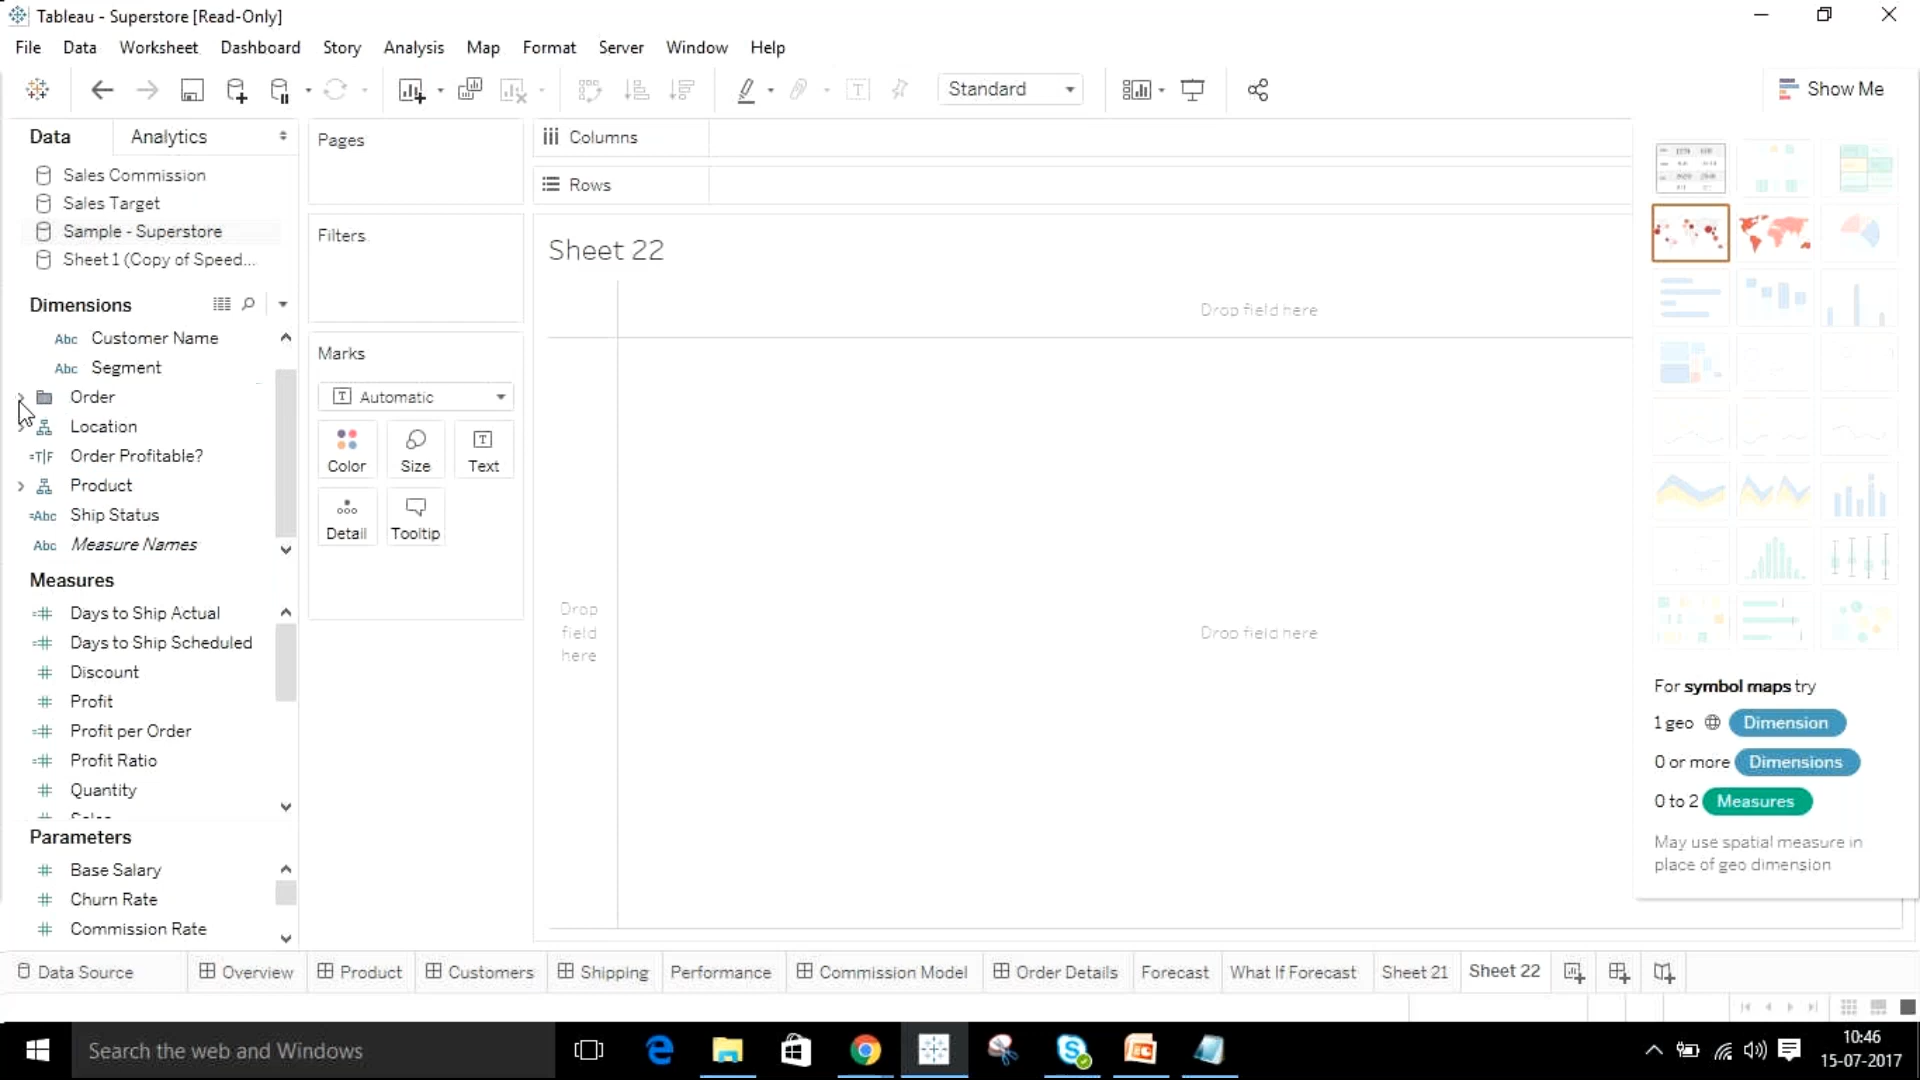 Tableau - Superstore [Read-Only]
File Data Worksheet Dashboard Story Analysis Map Format Server Window Help
Standard
Show Me
Data
Analytics
Sales Commission
Sales Target
Sample - Superstore
Sheet 1 (Copy of Speed...
Dimensions
Abc Customer Name
Abc Segment
Order
Location
=T|F Order Profitable?
Product
=Abc Ship Status
Abc Measure Names
Measures
=# Days to Ship Actual
=# Days to Ship Scheduled
# Discount
# Profit
=# Profit per Order
=# Profit Ratio
# Quantity
Parameters
# Base Salary
# Churn Rate
# Commission Rate
Pages
Filters
Marks
T Automatic
Color
Size
T
Text
Detail
Tooltip
Columns
Rows
Sheet 22
Drop field here
Drop
field
here
Drop field here
For symbol maps try
1 geo Dimension
0 or more Dimensions
0 to 2 Measures
May use spatial measure in
place of geo dimension
Data Source Overview Product Customers Shipping Performance Commission Model Order Details Forecast What If Forecast Sheet 21 Sheet 22
Search the web and Windows
10:46
15-07-2017